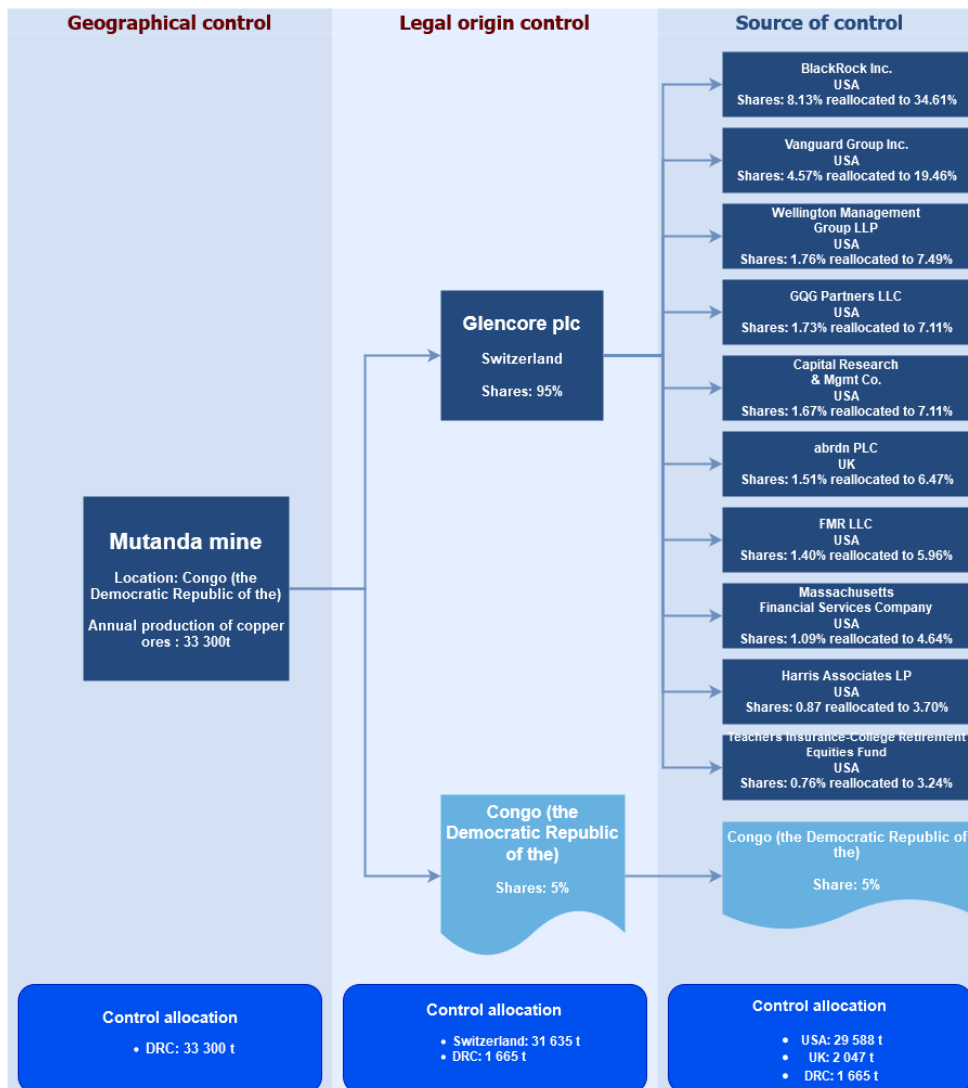 Geographical control
Legal origin control
Source of control
Mutanda mine
Location: Congo (the
Democratic Republic of the)
Annual production of copper
ores : 33 300t
Glencore plc
Switzerland
Shares: 95%
Congo (the
Democratic Republic
of the)
Shares: 5%
BlackRock Inc.
USA
Shares: 8.13% reallocated to 34.61%
Vanguard Group Inc.
USA
Shares: 4.57% reallocated to 19.46%
Wellington Management
Group LLP
USA
Shares: 1.76% reallocated to 7.49%
GQG Partners LLC
USA
Shares: 1.73% reallocated to 7.11%
Capital Research
& Mgmt Co.
USA
Shares: 1.67% reallocated to 7.11%
abrdn PLC
UK
Shares: 1.51% reallocated to 6.47%
FMR LLC
USA
Shares: 1.40% reallocated to 5.96%
Massachusetts
Financial Services Company
USA
Shares: 1.09% reallocated to 4.64%
Harris Associates LP
USA
Shares: 0.87 reallocated to 3.70%
Teachers Insurance-College Retirement
Equities Fund
USA
Shares: 0.76% reallocated to 3.24%
Congo (the Democratic Republic of
the)
Share: 5%
Control allocation
• DRC: 33 300 t
Control allocation
• Switzerland: 31 635 t
• DRC: 1 665 t
Control allocation
• USA: 29 588 t
• UK: 2 047 t
• DRC: 1 665 t